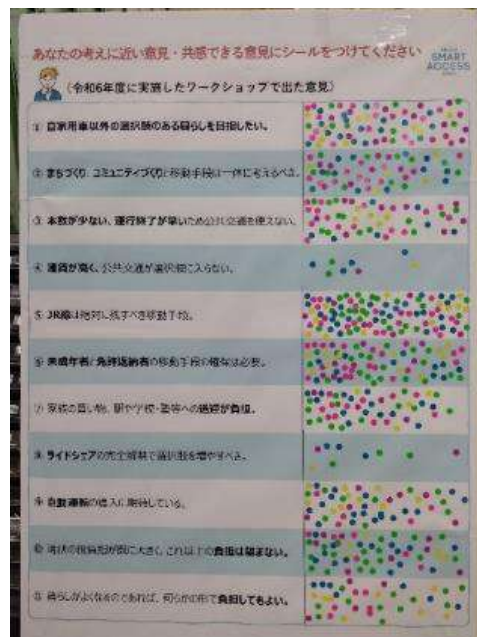 あなたの考えに近い意見・共感できる意見にシールをつけてください
SMART
ACCESS
(令和6年度に実施したワークショップで出た意見)
① 自家用車以外の選択肢のある暮らしを目指したい。
② まちづくり、コミュニティづくりと移動手段は一体に考えるべき。
③ 本数が少ない、運行終了が早いため公共交通を使えない。
④ 運賃が高く、公共交通が選択肢に入らない。
⑤ JR線は絶対に残すべき移動手段。
⑥ 未成年者と免許返納者の移動手段の確保は必要。
⑦ 家族の買い物、駅や学校・塾等への送迎が負担。
⑧ ライドシェアの完全解禁で選択肢を増やすべき。
⑨ 自動運転の導入に期待している。
⑩ 現状の税負担が既に大きく、これ以上の負担は望まない。
⑪ 暮らしがよくなるのであれば、何らかの形で負担してもよい。